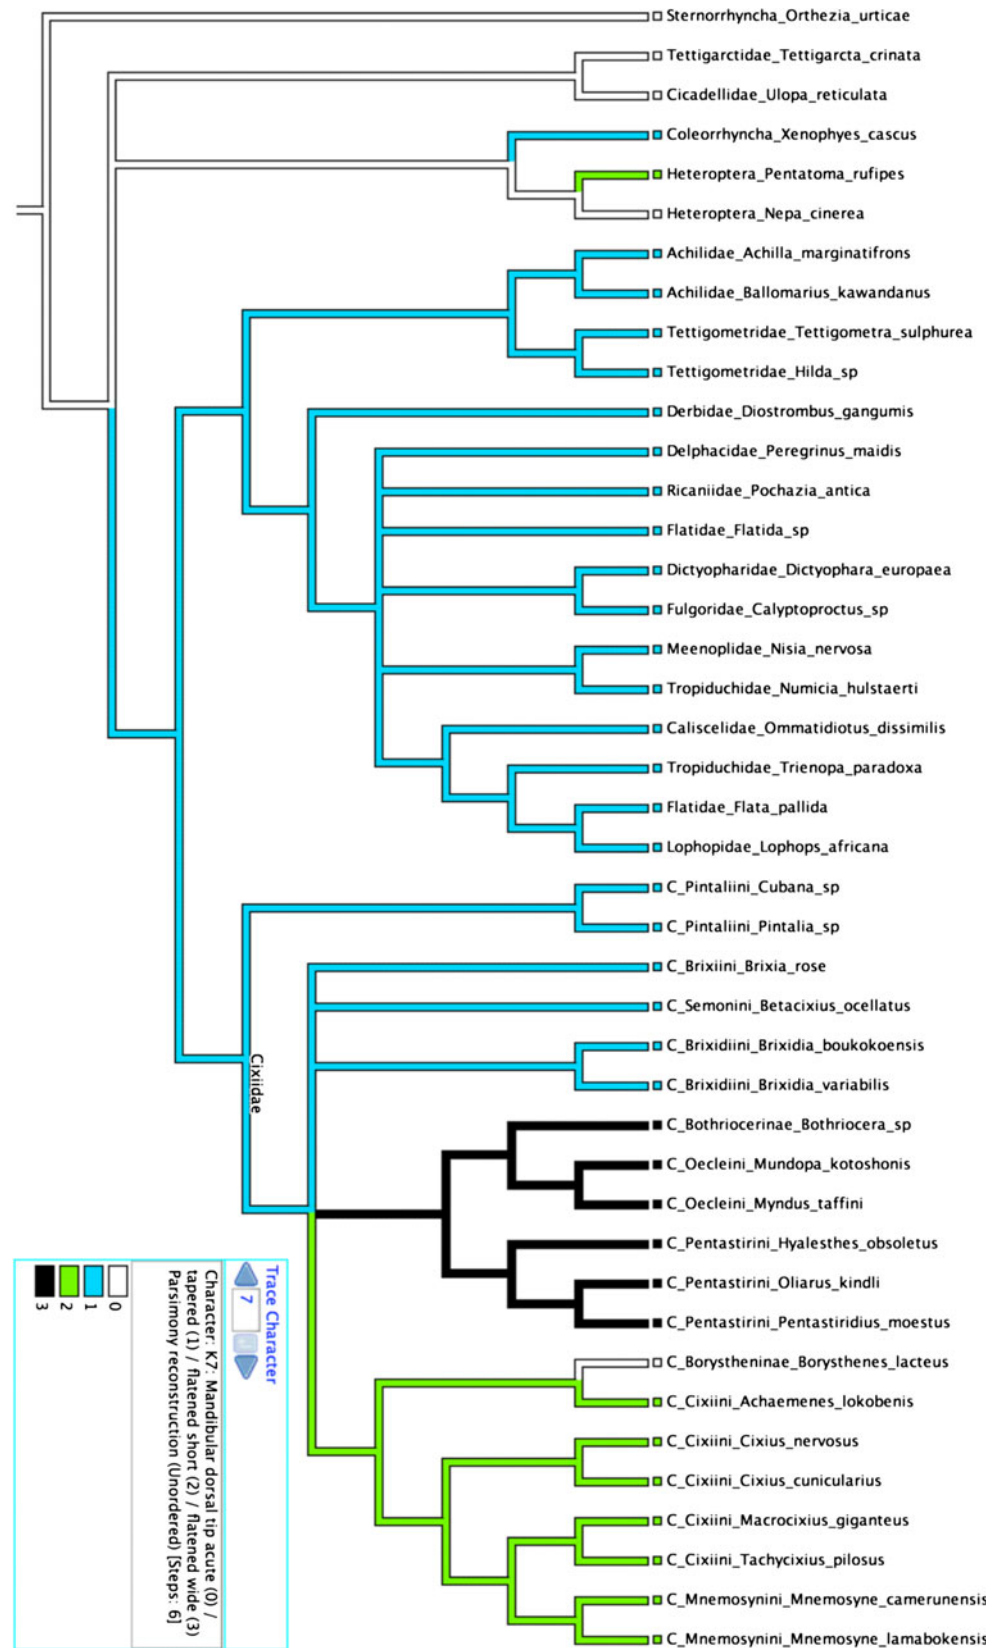 Sternorrhyncha_Orthezia_urticae
Tettigarctidae_Tettigarcta_crinata
Cicadellidae_Ulopa_reticulata
Coleorrhyncha_Xenophyes_cascus
Heteroptera_Pentatoma_rufipes
Heteroptera_Nepa_cinerea
Achilidae_Achilla_marginatifrons
Achilidae_Ballomarius_kawandanus
Tettigometridae_Tettigometra_sulphurea
Tettigometridae_Hilda_sp
Derbidae_Diostrombus_gangumis
Delphacidae_Peregrinus_maidis
Ricaniidae_Pochazia_antica
Flatidae_Flatida_sp
Dictyopharidae_Dictyophara_europaea
Fulgoridae_Calyptoproctus_sp
Meenoplidae_Nisia_nervosa
Tropiduchidae_Numicia_hulstaerti
Caliscelidae_Ommatidiotus_dissimilis
Tropiduchidae_Trienopa_paradoxa
Flatidae_Flata_pallida
Lophopidae_Lophops_africana
C_Pintaliini_Cubana_sp
C_Pintaliini_Pintalia_sp
C_Brixiini_Brixia_rose
C_Semonini_Betacixius_ocellatus
C_Brixidiini_Brixidia_boukokoensis
C_Brixidiini_Brixidia_variabilis
C_Bothriocerinae_Bothriocera_sp
C_Oecleini_Mundopa_kotoshonis
C_Oecleini_Myndus_taffini
C_Pentastirini_Hyalesthes_obsoletus
C_Pentastirini_Oliarus_kindli
C_Pentastirini_Pentastiridius_moestus
C_Borystheninae_Borysthenes_lacteus
C_Cixiini_Achaemenes_lokobenis
C_Cixiini_Cixius_nervosus
C_Cixiini_Cixius_cunicularius
C_Cixiini_Macrocixius_giganteus
C_Cixiini_Tachycixius_pilosus
C_Mnemosynini_Mnemosyne_camerunensis
C_Mnemosynini_Mnemosyne_lamabokensis
Cixiidae
Trace Character
7
Character: K7: Mandibular dorsal tip acute (0) /
tapered (1) / flatened short (2) / flatened wide (3)
Parsimony reconstruction (Unordered) [Steps: 6]
0
1
2
3